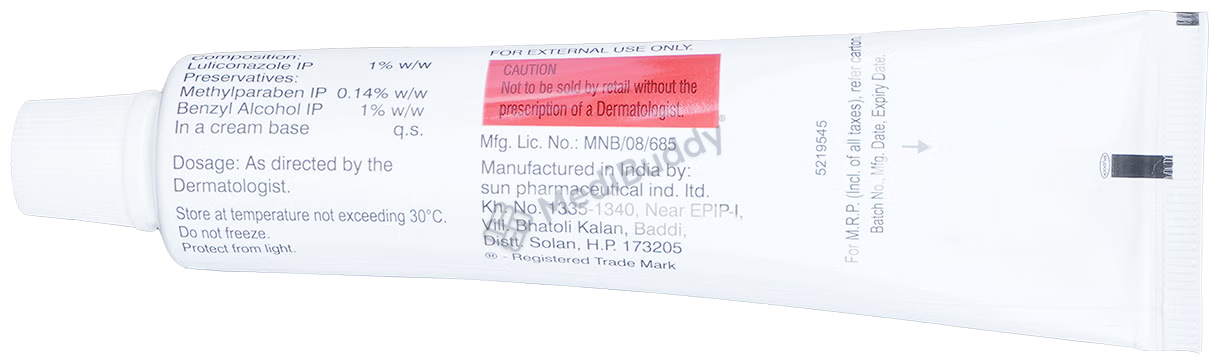 Composition:
Luliconazole IP 1% w/w
Preservatives:
Methylparaben IP 0.14% w/w
Benzyl Alcohol IP 1% w/w
In a cream base q.s.
Dosage: As directed by the
Dermatologist.
Store at temperature not exceeding 30°C.
Do not freeze.
Protect from light.
FOR EXTERNAL USE ONLY.
CAUTION
Not to be sold by retail without the
prescription of a Dermatologist.
Mfg. Lic. No.: MNB/08/685
Manufactured in India by:
sun pharmaceutical ind. ltd.
Kh. No. 1335-1340, Near EPIP-I,
Vill. Bhatoli Kalan, Baddi,
Distt. Solan, H.P. 173205
® - Registered Trade Mark
MediBuddy
5219545
For M.R.P. (Incl. of all taxes), refer carton.
Batch No., Mfg. Date, Expiry Date.